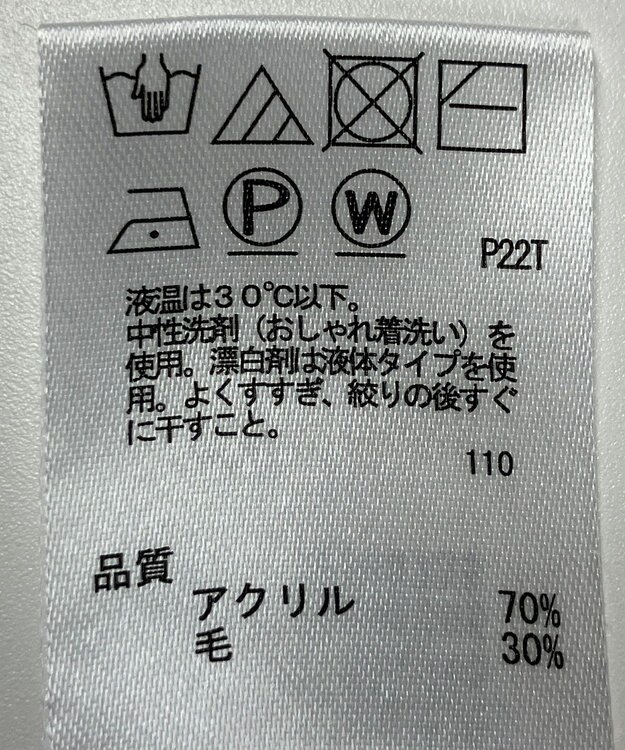 P W
P22T
液温は30℃以下。
中性洗剤（おしゃれ着洗い）を
使用。漂白剤は液体タイプを使
用。よくすすぎ、絞りの後すぐ
に干すこと。
110
品質
アクリル 70%
毛 30%